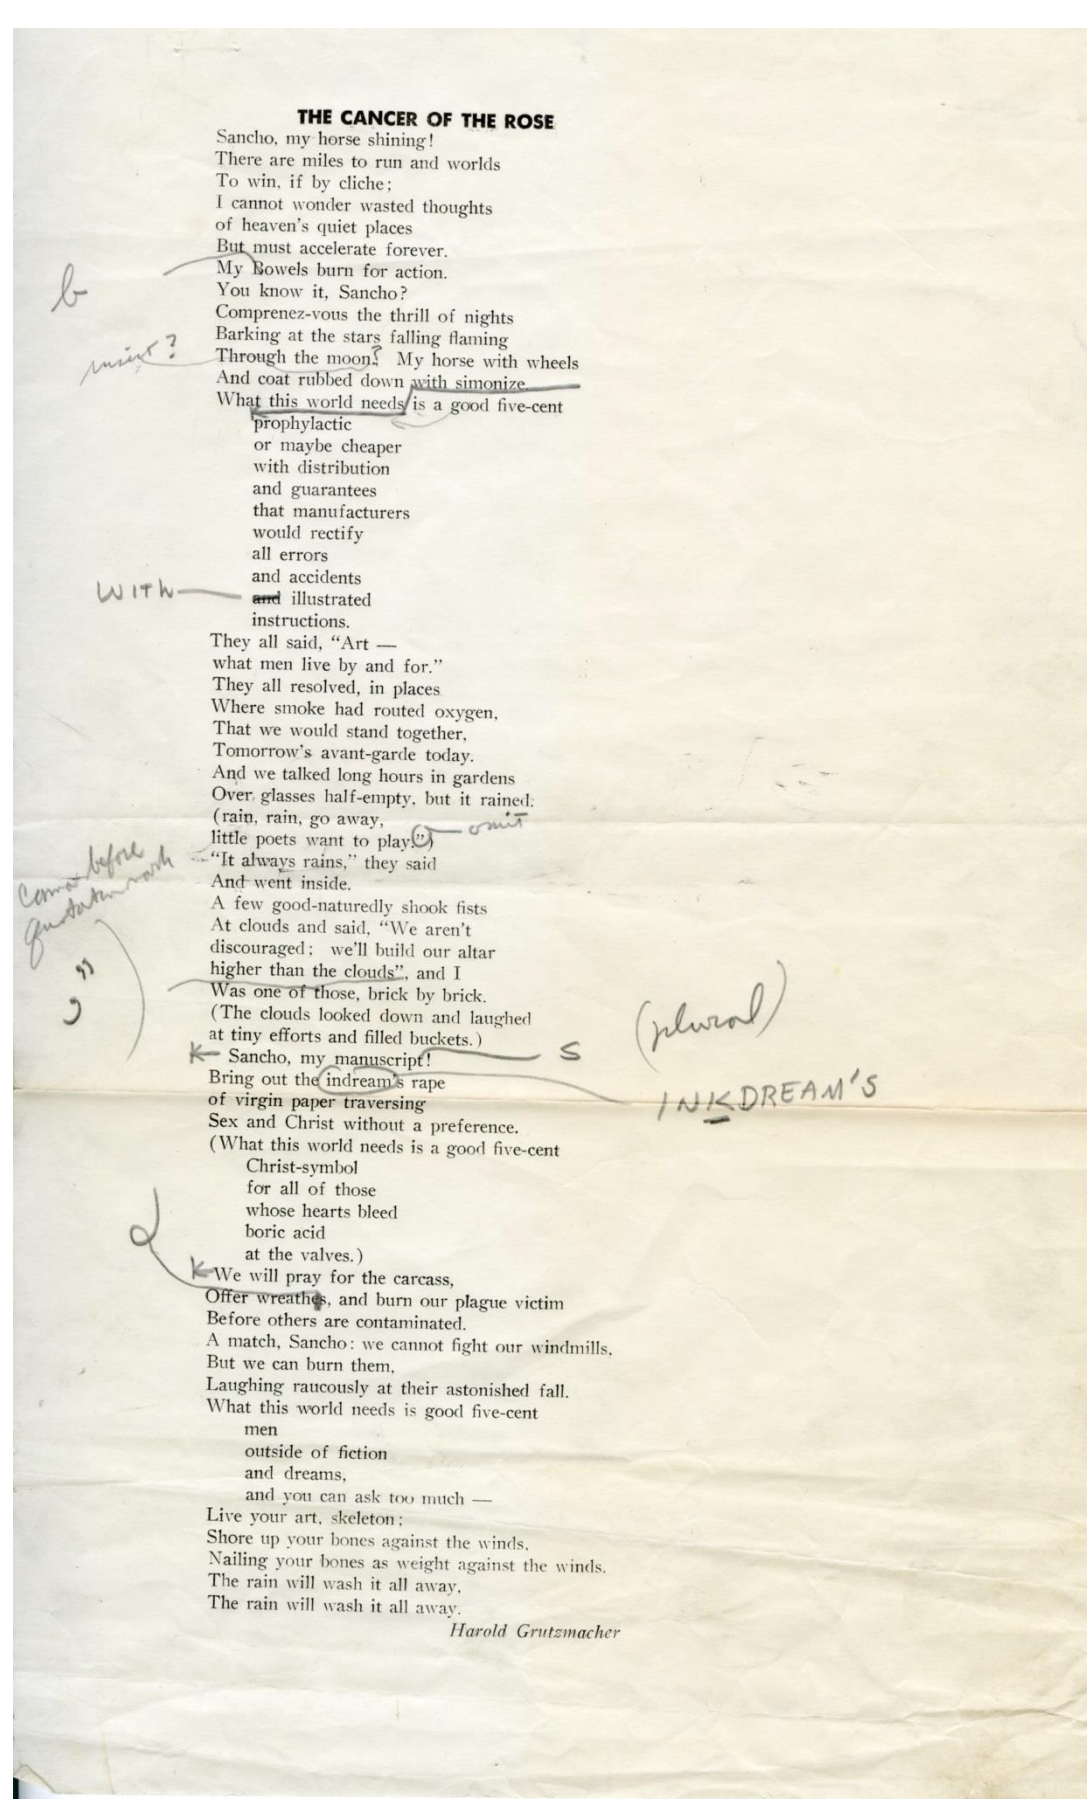 THE CANCER OF THE ROSE
Sancho, my horse shining!
There are miles to run and worlds
To win, if by cliche;
I cannot wonder wasted thoughts
of heaven's quiet places
But must accelerate forever.
My Bowels burn for action.
b
You know it, Sancho?
Comprenez-vous the thrill of nights
Barking at the stars falling flaming
insert?
Through the moon? My horse with wheels
And coat rubbed down with simonize.
What this world needs/is a good five-cent
prophylactic
or maybe cheaper
with distribution
and guarantees
that manufacturers
would rectify
all errors
and accidents
WITH
and illustrated
instructions.
They all said, "Art —
what men live by and for."
They all resolved, in places
Where smoke had routed oxygen,
That we would stand together,
Tomorrow's avant-garde today.
And we talked long hours in gardens
Over glasses half-empty, but it rained.
(rain, rain, go away,
little poets want to play.")
omit
"It always rains," they said
And went inside.
comma before
quotation mark
,"
A few good-naturedly shook fists
At clouds and said, "We aren't
discouraged; we'll build our altar
higher than the clouds", and I
Was one of those, brick by brick.
(The clouds looked down and laughed
at tiny efforts and filled buckets.)
Sancho, my manuscript!
s (plural)
Bring out the indream's rape
INKDREAM'S
of virgin paper traversing
Sex and Christ without a preference.
(What this world needs is a good five-cent
Christ-symbol
for all of those
whose hearts bleed
boric acid
at the valves.)
We will pray for the carcass,
Offer wreathes, and burn our plague victim
Before others are contaminated.
A match, Sancho: we cannot fight our windmills,
But we can burn them,
Laughing raucously at their astonished fall.
What this world needs is good five-cent
men
outside of fiction
and dreams,
and you can ask too much —
Live your art, skeleton;
Shore up your bones against the winds,
Nailing your bones as weight against the winds.
The rain will wash it all away,
The rain will wash it all away.
Harold Grutzmacher